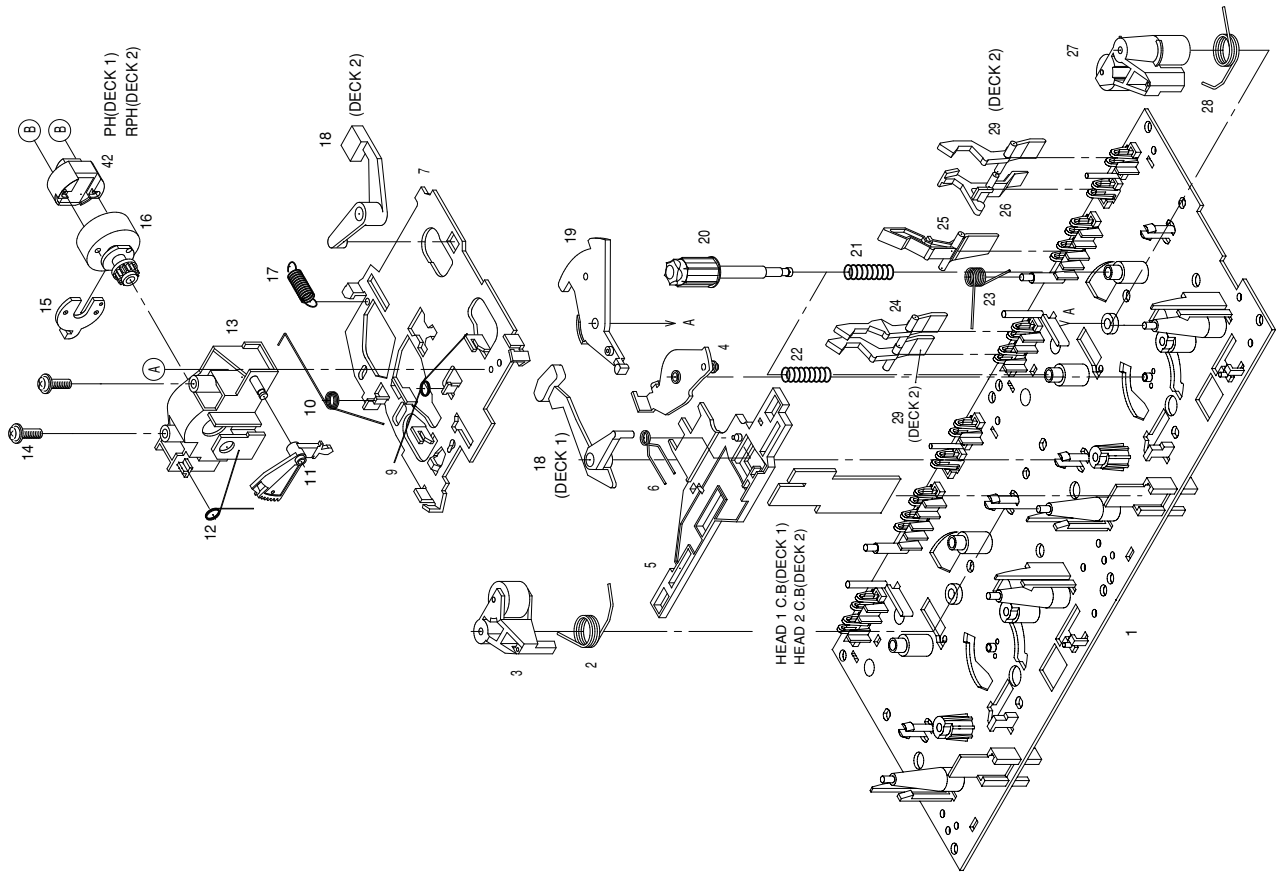 B
B
PH(DECK 1)
RPH(DECK 2)
42
16
15
A
13
14
12
11
10
17
18
(DECK 2)
7
9
19
20
21
22
23
24
25
26
27
28
29 (DECK 2)
29
(DECK 2)
A
A
4
18
(DECK 1)
6
5
3
2
HEAD 1 C.B(DECK 1)
HEAD 2 C.B(DECK 2)
1